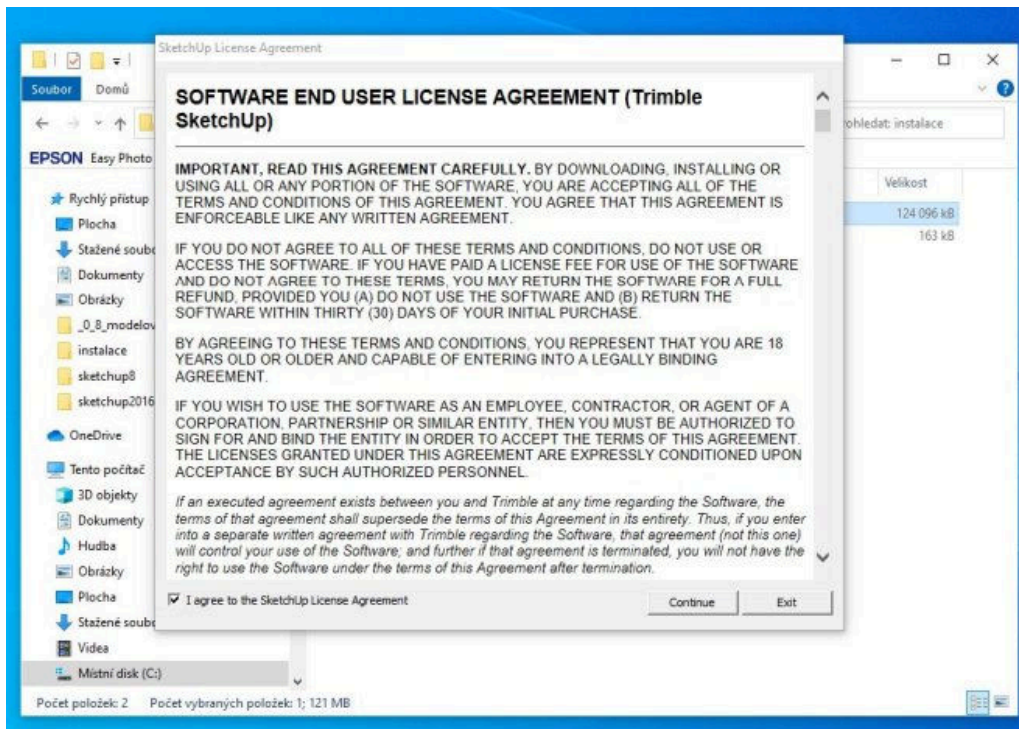 SketchUp License Agreement
Soubor Domů
rohledat: instalace
EPSON Easy Photo
Velikost
124 096 kB
163 kB
Rychlý přístup
Plocha
Stažené soubo
Dokumenty
Obrázky
_0_8_modelov
instalace
sketchup8
sketchup2016
OneDrive
Tento počítač
3D objekty
Dokumenty
Hudba
Obrázky
Plocha
Stažené soubo
Videa
Místní disk (C:)
SOFTWARE END USER LICENSE AGREEMENT (Trimble
SketchUp)
IMPORTANT, READ THIS AGREEMENT CAREFULLY. BY DOWNLOADING, INSTALLING OR
USING ALL OR ANY PORTION OF THE SOFTWARE, YOU ARE ACCEPTING ALL OF THE
TERMS AND CONDITIONS OF THIS AGREEMENT. YOU AGREE THAT THIS AGREEMENT IS
ENFORCEABLE LIKE ANY WRITTEN AGREEMENT.
IF YOU DO NOT AGREE TO ALL OF THESE TERMS AND CONDITIONS, DO NOT USE OR
ACCESS THE SOFTWARE. IF YOU HAVE PAID A LICENSE FEE FOR USE OF THE SOFTWARE
AND DO NOT AGREE TO THESE TERMS, YOU MAY RETURN THE SOFTWARE FOR A FULL
REFUND, PROVIDED YOU (A) DO NOT USE THE SOFTWARE AND (B) RETURN THE
SOFTWARE WITHIN THIRTY (30) DAYS OF YOUR INITIAL PURCHASE.
BY AGREEING TO THESE TERMS AND CONDITIONS, YOU REPRESENT THAT YOU ARE 18
YEARS OLD OR OLDER AND CAPABLE OF ENTERING INTO A LEGALLY BINDING
AGREEMENT.
IF YOU WISH TO USE THE SOFTWARE AS AN EMPLOYEE, CONTRACTOR, OR AGENT OF A
CORPORATION, PARTNERSHIP OR SIMILAR ENTITY, THEN YOU MUST BE AUTHORIZED TO
SIGN FOR AND BIND THE ENTITY IN ORDER TO ACCEPT THE TERMS OF THIS AGREEMENT.
THE LICENSES GRANTED UNDER THIS AGREEMENT ARE EXPRESSLY CONDITIONED UPON
ACCEPTANCE BY SUCH AUTHORIZED PERSONNEL.
If an executed agreement exists between you and Trimble at any time regarding the Software, the
terms of that agreement shall supersede the terms of this Agreement in its entirety. Thus, if you enter
into a separate written agreement with Trimble regarding the Software, that agreement (not this one)
will control your use of the Software; and further if that agreement is terminated, you will not have the
right to use the Software under the terms of this Agreement after termination.
I agree to the SketchUp License Agreement
Continue Exit
Počet položek: 2 Počet vybraných položek: 1; 121 MB